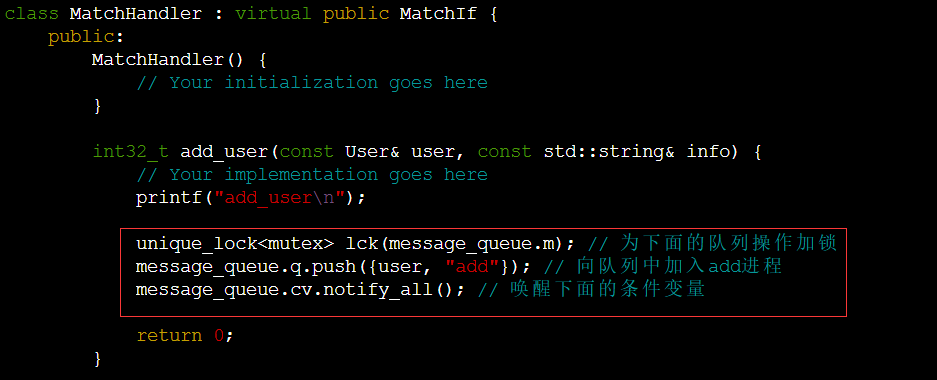 class MatchHandler : virtual public MatchIf {
    public:
        MatchHandler() {
            // Your initialization goes here
        }

        int32_t add_user(const User& user, const std::string& info) {
            // Your implementation goes here
            printf("add_user\n");

            unique_lock<mutex> lck(message_queue.m); // 为下面的队列操作加锁
            message_queue.q.push({user, "add"}); // 向队列中加入add进程
            message_queue.cv.notify_all(); // 唤醒下面的条件变量

            return 0;
        }